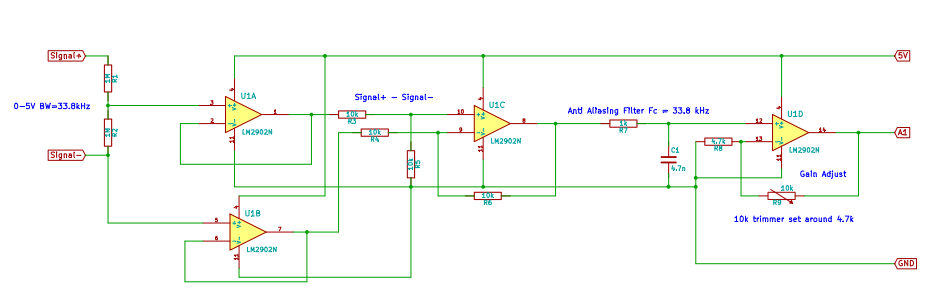 Signal+
5V
4
1M
R1
U1A
Signal+ - Signal-
4
U1C
4
U1D
0-5V BW=33.8kHz
3
1
10k
R3
10
Anti Aliasing Filter Fc = 33.8 kHz
2
LM2902N
10k
R4
9
8
LM2902N
1k
R7
12
14
A1
1M
R2
11
10k
R5
11
C1
4.7n
4.7k
R8
13
LM2902N
Signal-
11
Gain Adjust
10k
R6
10k
R9
4
U1B
10k trimmer set around 4.7k
5
7
6
LM2902N
11
GND